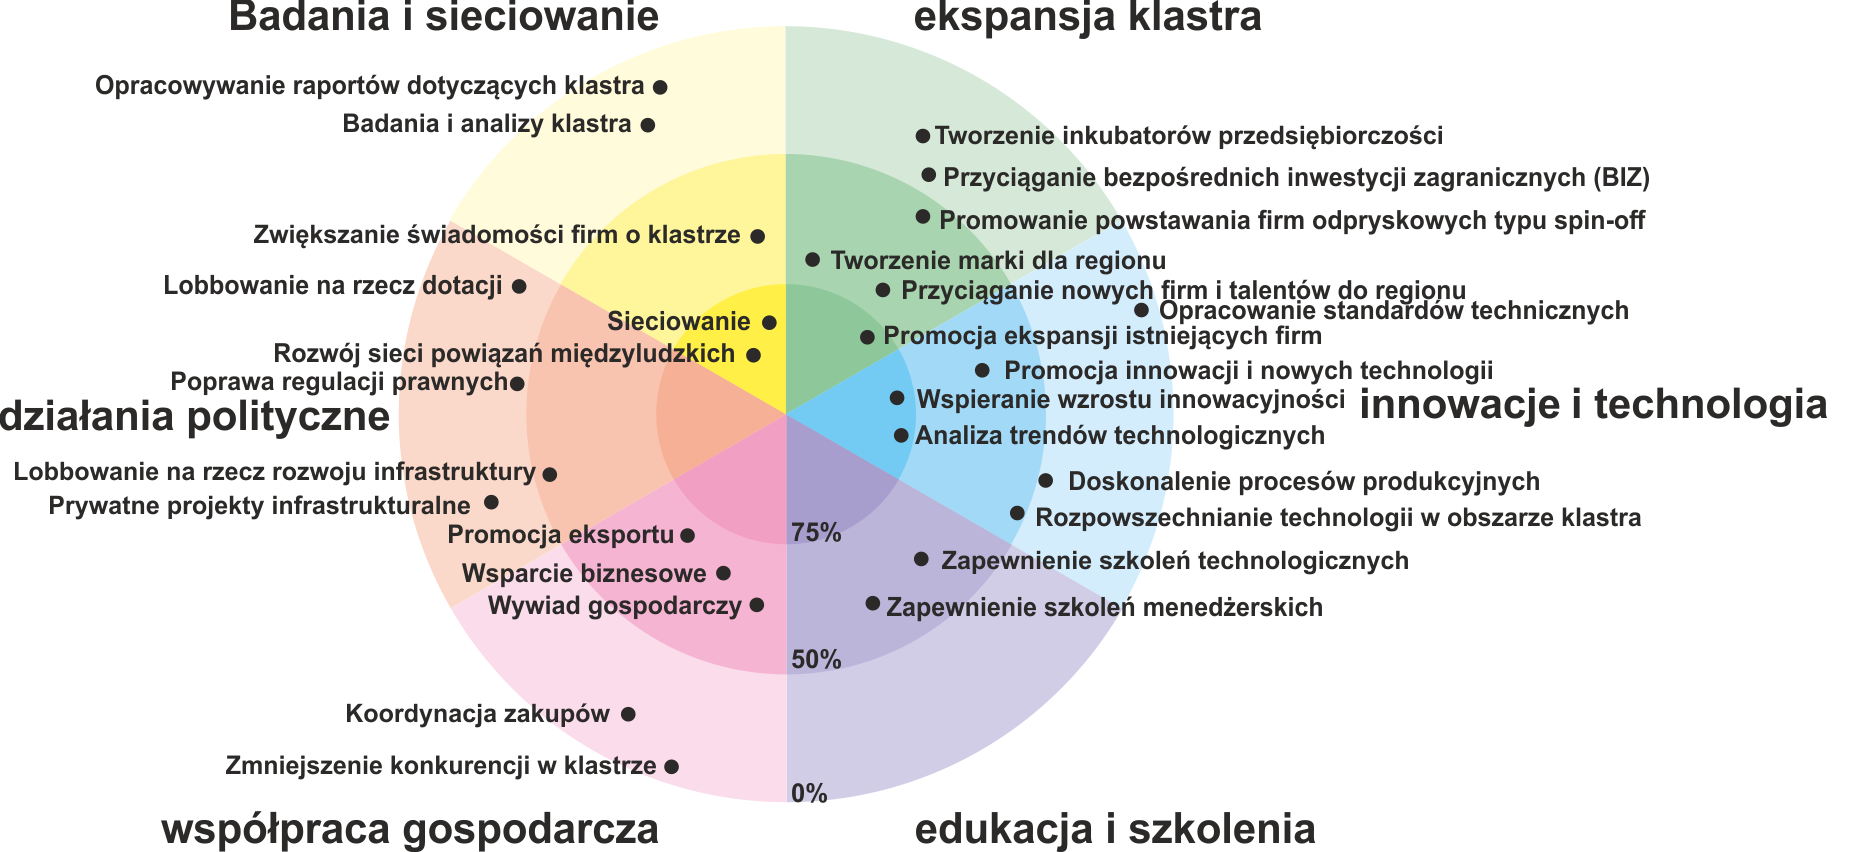 Badania i sieciowanie
ekspansja klastra
Opracowywanie raportów dotyczących klastra
Badania i analizy klastra
Tworzenie inkubatorów przedsiębiorczości
Przyciąganie bezpośrednich inwestycji zagranicznych (BIZ)
Promowanie powstawania firm odpryskowych typu spin-off
Zwiększanie świadomości firm o klastrze
Tworzenie marki dla regionu
Lobbowanie na rzecz dotacji
Przyciąganie nowych firm i talentów do regionu
Opracowanie standardów technicznych
Sieciowanie
Promocja ekspansji istniejących firm
Rozwój sieci powiązań międzyludzkich
Promocja innowacji i nowych technologii
Poprawa regulacji prawnych
Wspieranie wzrostu innowacyjności
działania polityczne
innowacje i technologia
Analiza trendów technologicznych
Lobbowanie na rzecz rozwoju infrastruktury
Doskonalenie procesów produkcyjnych
Prywatne projekty infrastrukturalne
Rozpowszechnianie technologii w obszarze klastra
Promocja eksportu
75%
Zapewnienie szkoleń technologicznych
Wsparcie biznesowe
Wywiad gospodarczy
Zapewnienie szkoleń menedżerskich
50%
Koordynacja zakupów
Zmniejszenie konkurencji w klastrze
0%
współpraca gospodarcza
edukacja i szkolenia